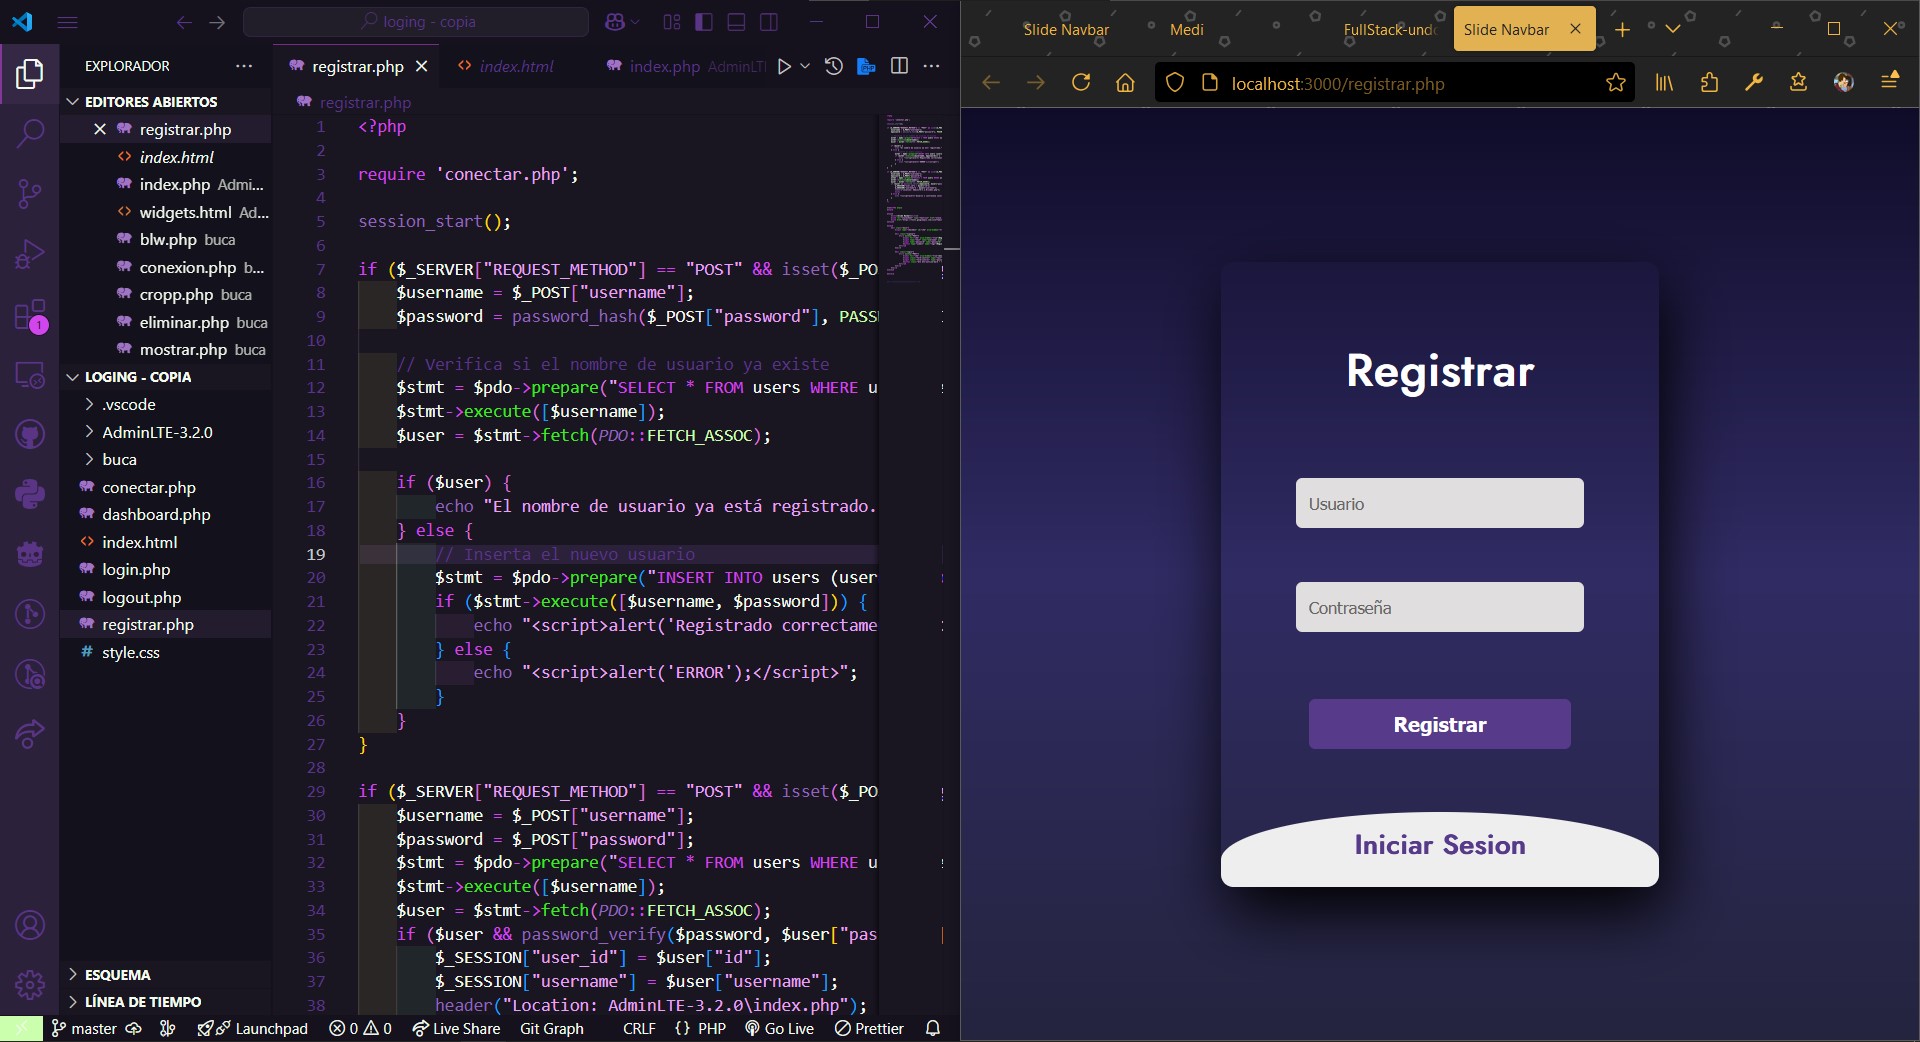 loging - copia
EXPLORADOR
EDITORES ABIERTOS
registrar.php
index.html
index.php Admi...
widgets.html Ad...
blw.php buca
conexion.php b...
cropp.php buca
eliminar.php buca
mostrar.php buca
LOGING - COPIA
.vscode
AdminLTE-3.2.0
buca
conectar.php
dashboard.php
index.html
login.php
logout.php
registrar.php
style.css
ESQUEMA
LÍNEA DE TIEMPO
1
registrar.php
index.html
index.php AdminLT
registrar.php
1 <?php
2
3 require 'conectar.php';
4
5 session_start();
6
7 if ($_SERVER["REQUEST_METHOD"] == "POST" && isset($_PO
8 $username = $_POST["username"];
9 $password = password_hash($_POST["password"], PASS
10
11 // Verifica si el nombre de usuario ya existe
12 $stmt = $pdo->prepare("SELECT * FROM users WHERE u
13 $stmt->execute([$username]);
14 $user = $stmt->fetch(PDO::FETCH_ASSOC);
15
16 if ($user) {
17 echo "El nombre de usuario ya está registrado.
18 } else {
19 // Inserta el nuevo usuario
20 $stmt = $pdo->prepare("INSERT INTO users (user
21 if ($stmt->execute([$username, $password])) {
22 echo "<script>alert('Registrado correctame
23 } else {
24 echo "<script>alert('ERROR');</script>";
25 }
26 }
27 }
28
29 if ($_SERVER["REQUEST_METHOD"] == "POST" && isset($_PO
30 $username = $_POST["username"];
31 $password = $_POST["password"];
32 $stmt = $pdo->prepare("SELECT * FROM users WHERE u
33 $stmt->execute([$username]);
34 $user = $stmt->fetch(PDO::FETCH_ASSOC);
35 if ($user && password_verify($password, $user["pas
36 $_SESSION["user_id"] = $user["id"];
37 $_SESSION["username"] = $user["username"];
38 header("Location: AdminLTE-3.2.0\index.php");
master
Launchpad
0 0
Live Share
Git Graph
CRLF
{} PHP
Go Live
Prettier
Slide Navbar
Medi
FullStack-und
Slide Navbar
localhost:3000/registrar.php
Registrar
Usuario
Contraseña
Registrar
Iniciar Sesion